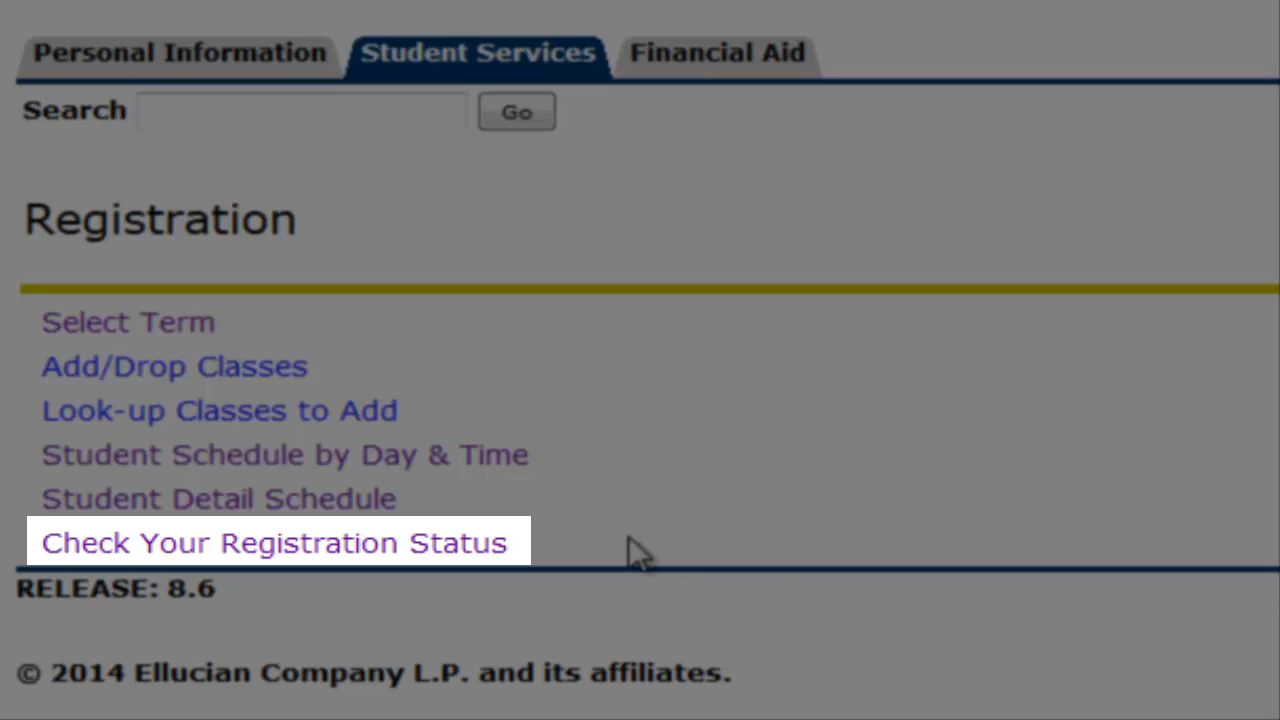 Personal Information Student Services Financial Aid
Search Go
Registration
Select Term
Add/Drop Classes
Look-up Classes to Add
Student Schedule by Day & Time
Student Detail Schedule
Check Your Registration Status
RELEASE: 8.6
© 2014 Ellucian Company L.P. and its affiliates.